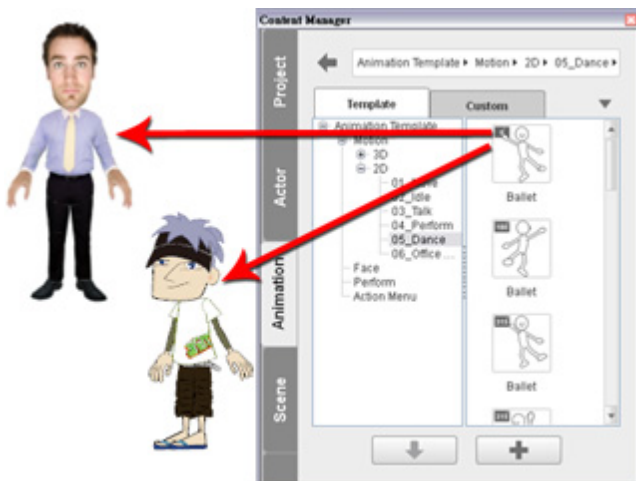 Content Manager
Animation Template ▸ Motion ▸ 2D ▸ 05_Dance ▸
Project
Actor
Animation
Scene
Template
Custom
Animation Template
Motion
3D
2D
02_Idle
03_Talk
04_Perform
05_Dance
06_Office ...
Face
Perform
Action Menu
Ballet
Ballet
Ballet